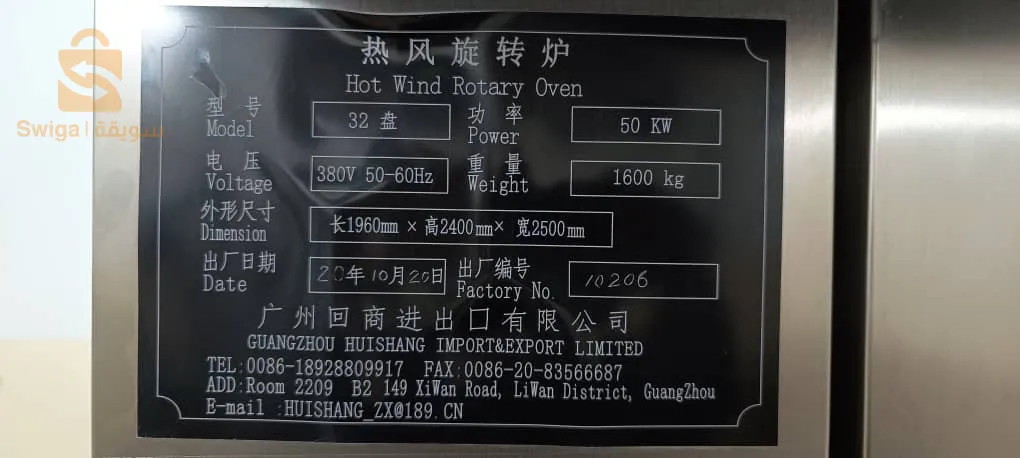 Swiga | سويقة
热风旋转炉
Hot Wind Rotary Oven
型号 32 盘 功率 50 KW
Model Power
电压 380V 50-60Hz 重量 1600 kg
Voltage Weight
外形尺寸 长1960mm × 高2400mm× 宽2500mm
Dimension
出厂日期 20年10月20日 出厂编号 10206
Date Factory No.
广州回商进出口有限公司
GUANGZHOU HUISHANG IMPORT&EXPORT LIMITED
TEL:0086-18928809917 FAX:0086-20-83566687
ADD:Room 2209 B2 149 XiWan Road, LiWan District, GuangZhou
E-mail :HUISHANG_ZX@189.CN